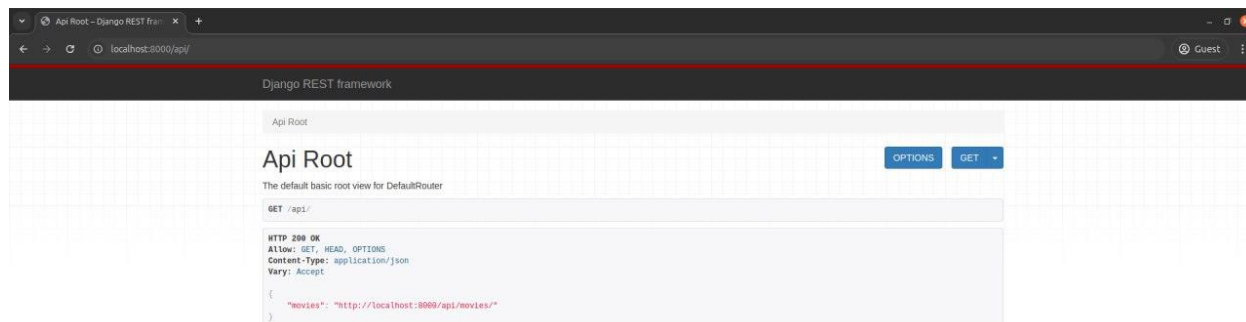 Api Root – Django REST fram
localhost:8000/api/
Guest
Django REST framework
Api Root
Api Root
OPTIONS
GET
The default basic root view for DefaultRouter
GET /api/
HTTP 200 OK
Allow: GET, HEAD, OPTIONS
Content-Type: application/json
Vary: Accept
{
"movies": "http://localhost:8000/api/movies/"
}